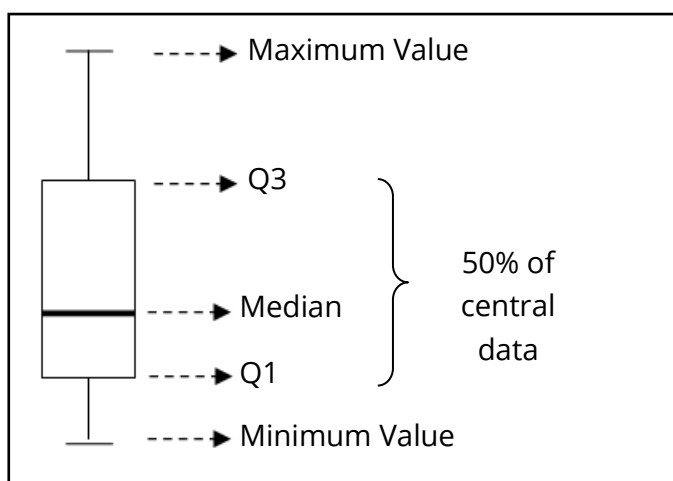 Maximum Value
Q3
50% of
central
data
Median
Q1
Minimum Value